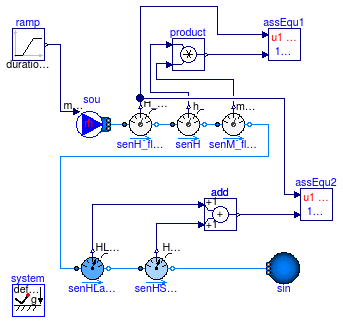 ramp
duratio...
product
assEqu1
u1 ...
1...
m...
sou
H_...
h_...
m...
senH_fl...
senH
senM_fl...
assEqu2
u1 ...
1...
add
+1
+1
+
HL...
H...
senHLa...
senHS...
sin
system
def...
g